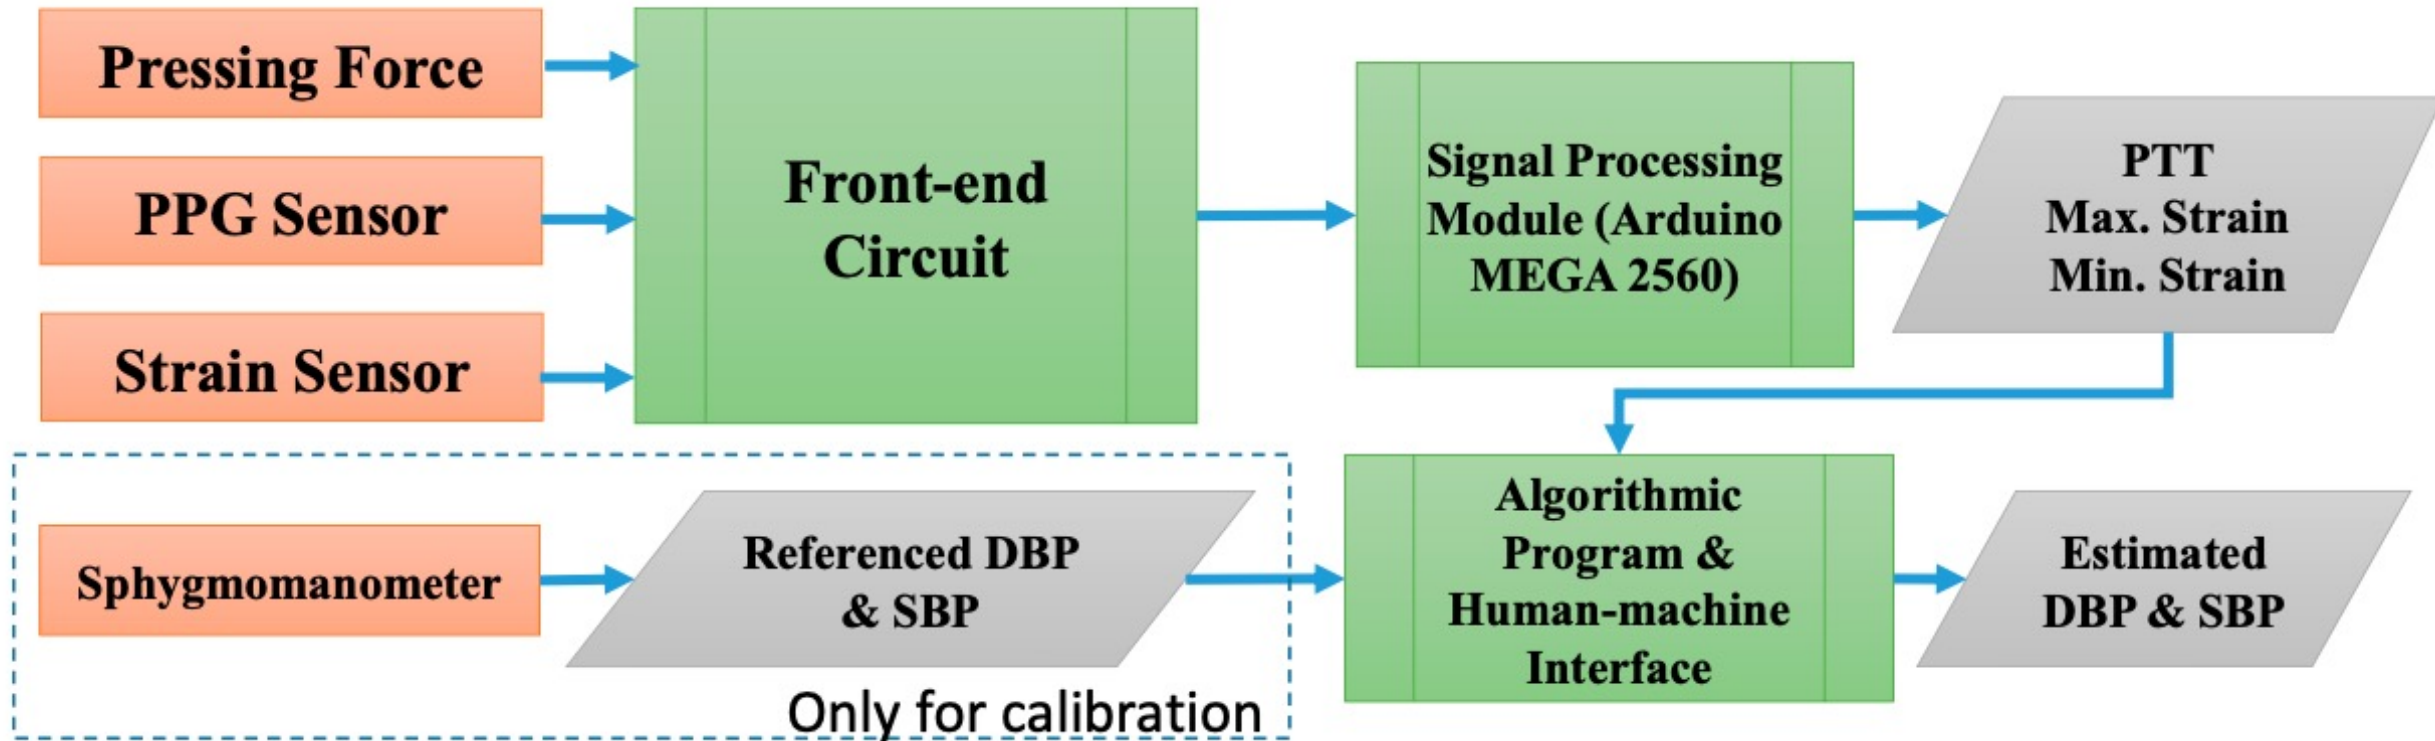 Pressing Force
PPG Sensor
Strain Sensor
Front-end
Circuit
Signal Processing
Module (Arduino
MEGA 2560)
PTT
Max. Strain
Min. Strain
Sphygmomanometer
Referenced DBP
& SBP
Only for calibration
Algorithmic
Program &
Human-machine
Interface
Estimated
DBP & SBP